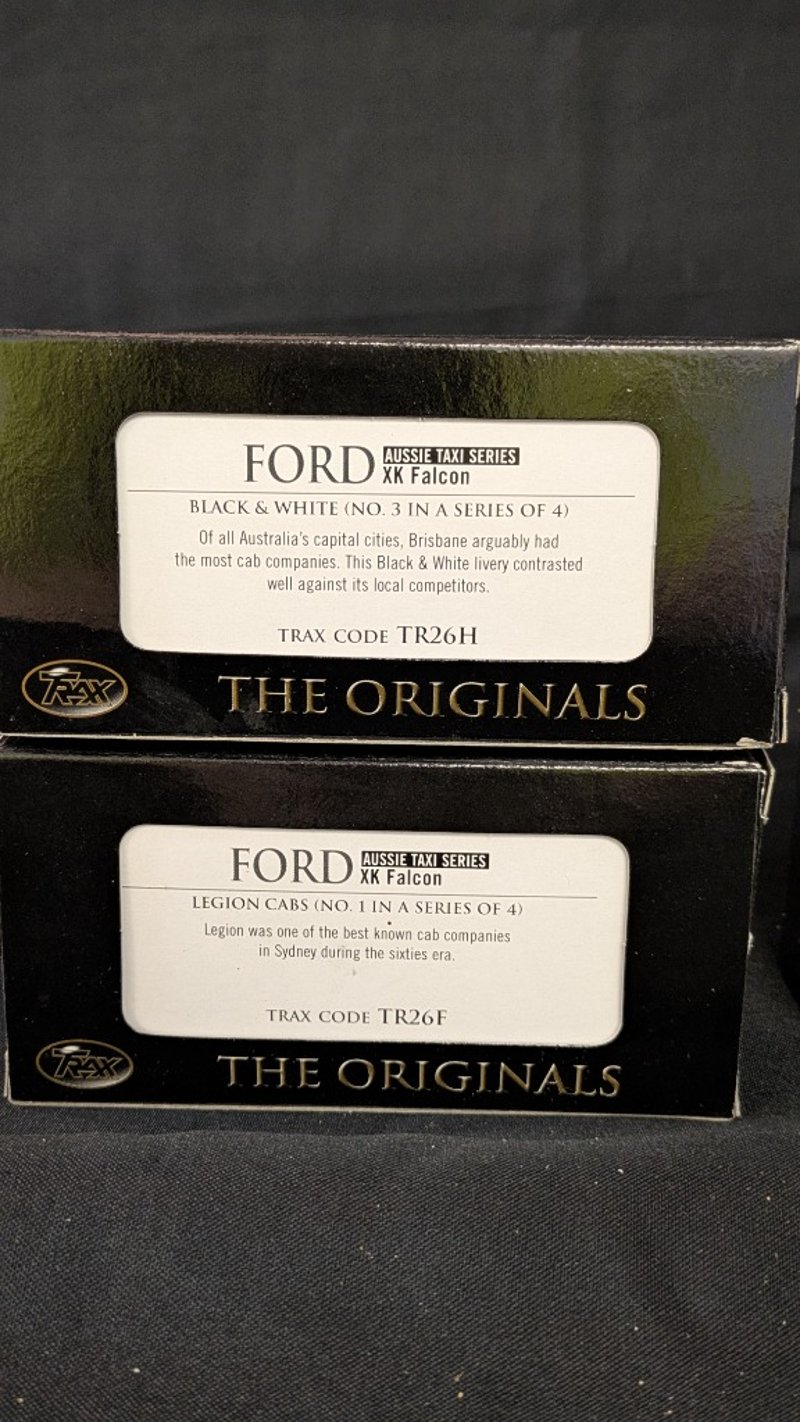 FORD AUSSIE TAXI SERIES
XK Falcon
BLACK & WHITE (NO. 3 IN A SERIES OF 4)
Of all Australia's capital cities, Brisbane arguably had
the most cab companies. This Black & White livery contrasted
well against its local competitors.
TRAX CODE TR26H
TRAX
THE ORIGINALS
FORD AUSSIE TAXI SERIES
XK Falcon
LEGION CABS (NO. 1 IN A SERIES OF 4)
Legion was one of the best known cab companies
in Sydney during the sixties era.
TRAX CODE TR26F
TRAX
THE ORIGINALS